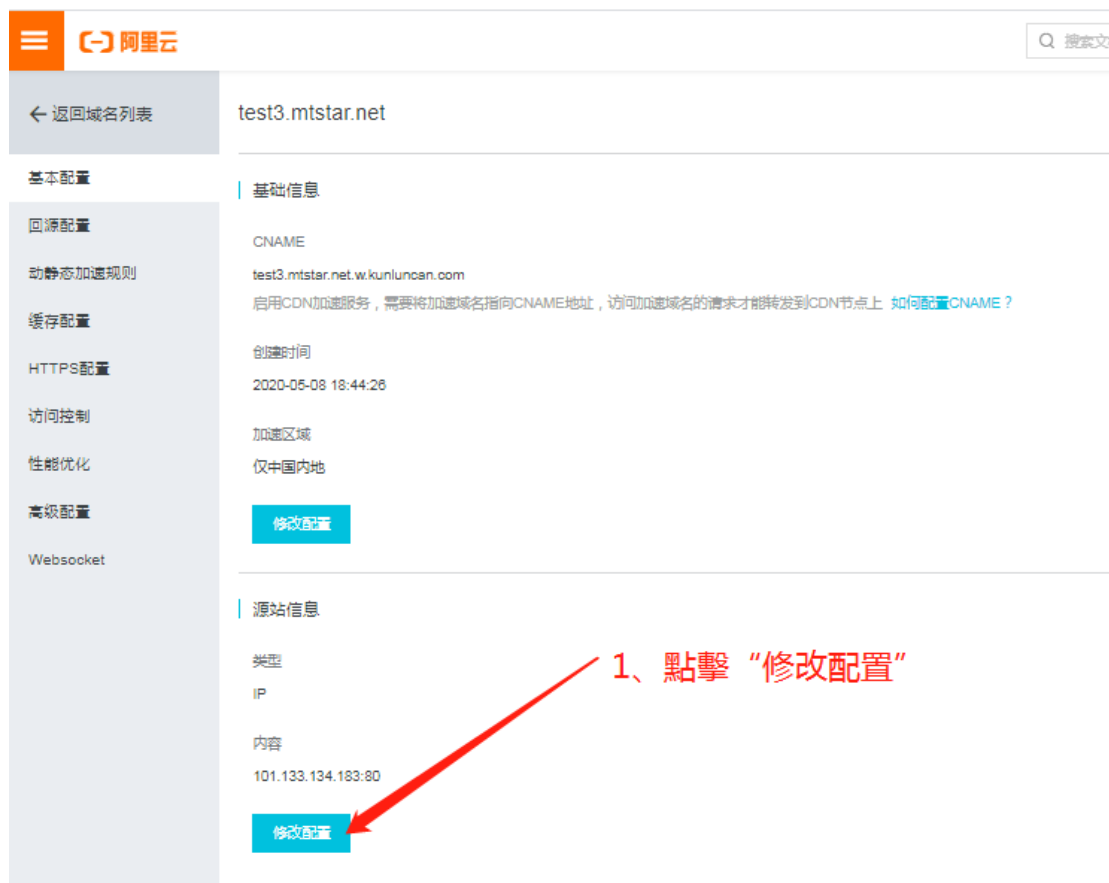 阿里云
搜索文
返回域名列表
test3.mtstar.net
基本配置
回源配置
动静态加速规则
缓存配置
HTTPS配置
访问控制
性能优化
高级配置
Websocket
基础信息
CNAME
test3.mtstar.net.w.kunluncan.com
启用CDN加速服务，需要将加速域名指向CNAME地址，访问加速域名的请求才能转发到CDN节点上 如何配置CNAME？
创建时间
2020-05-08 18:44:26
加速区域
仅中国内地
修改配置
源站信息
类型
IP
1、點擊“修改配置”
内容
101.133.134.183:80
修改配置